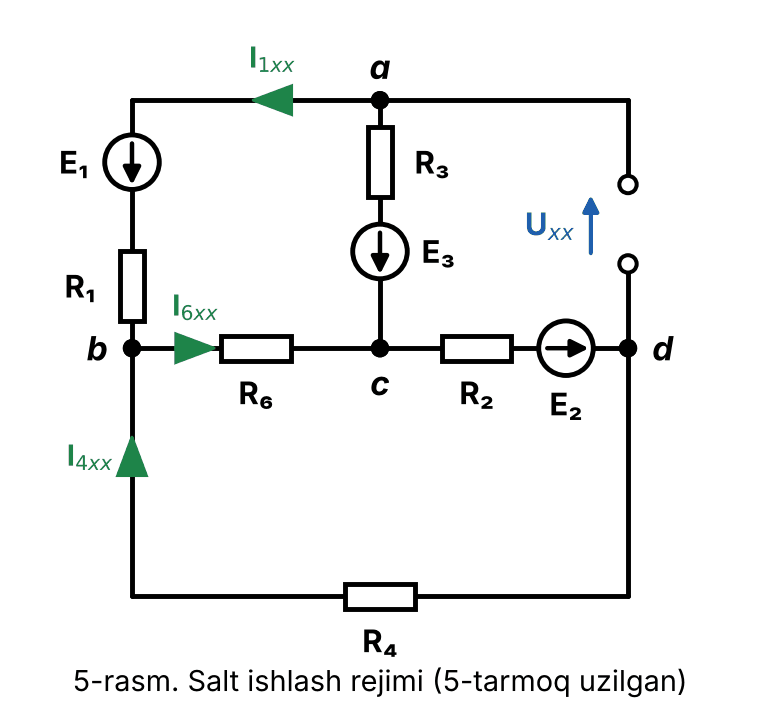 I₁ₓₓ
a
E₁
R₃
Uₓₓ
E₃
R₁
I₆ₓₓ
b
d
R₆
c
R₂
E₂
I₄ₓₓ
R₄
5-rasm. Salt ishlash rejimi (5-tarmoq uzilgan)